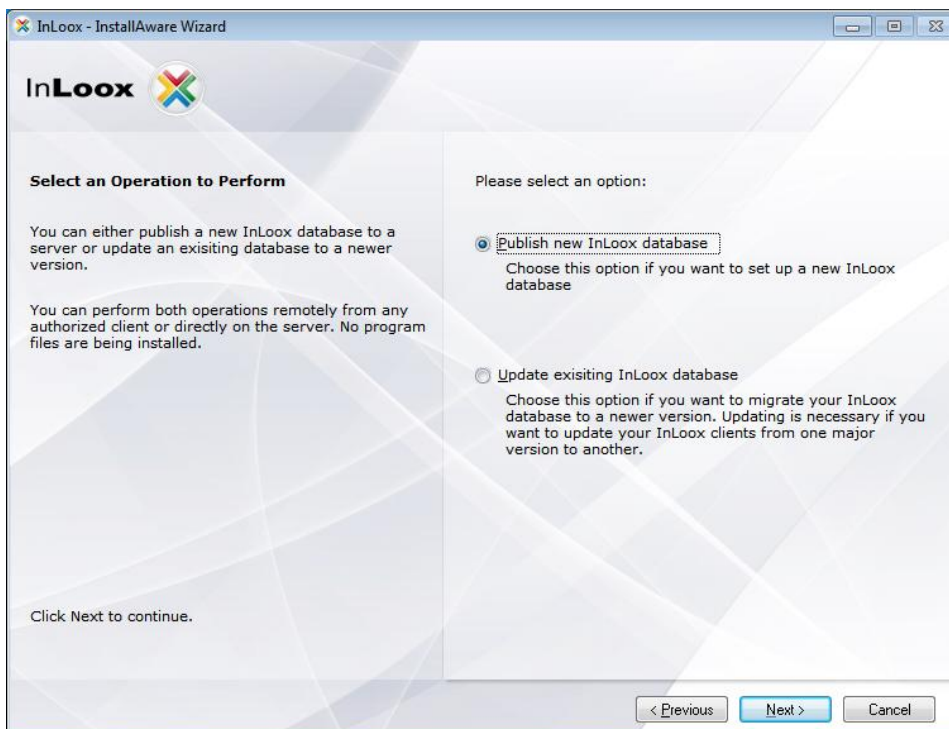 InLoox - InstallAware Wizard
InLoox
Select an Operation to Perform
You can either publish a new InLoox database to a
server or update an exisiting database to a newer
version.
You can perform both operations remotely from any
authorized client or directly on the server. No program
files are being installed.
Click Next to continue.
Please select an option:
Publish new InLoox database
Choose this option if you want to set up a new InLoox
database
Update exisiting InLoox database
Choose this option if you want to migrate your InLoox
database to a newer version. Updating is necessary if you
want to update your InLoox clients from one major
version to another.
< Previous
Next >
Cancel